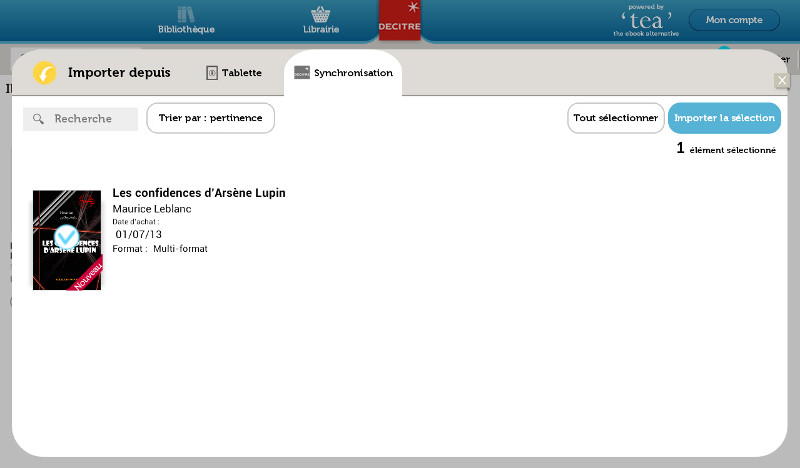 powered by
‘tea’
the ebook alternative
Bibliothèque
Librairie
DECITRE
Mon compte
Importer depuis
Tablette
DECITRE
Synchronisation
Recherche
Trier par : pertinence
Tout sélectionner
Importer la sélection
1 élément sélectionné
Les confidences d'Arsène Lupin
Maurice Leblanc
Date d'achat :
01/07/13
Format : Multi-format
D'ARSÈNE LUPIN
Nouveau